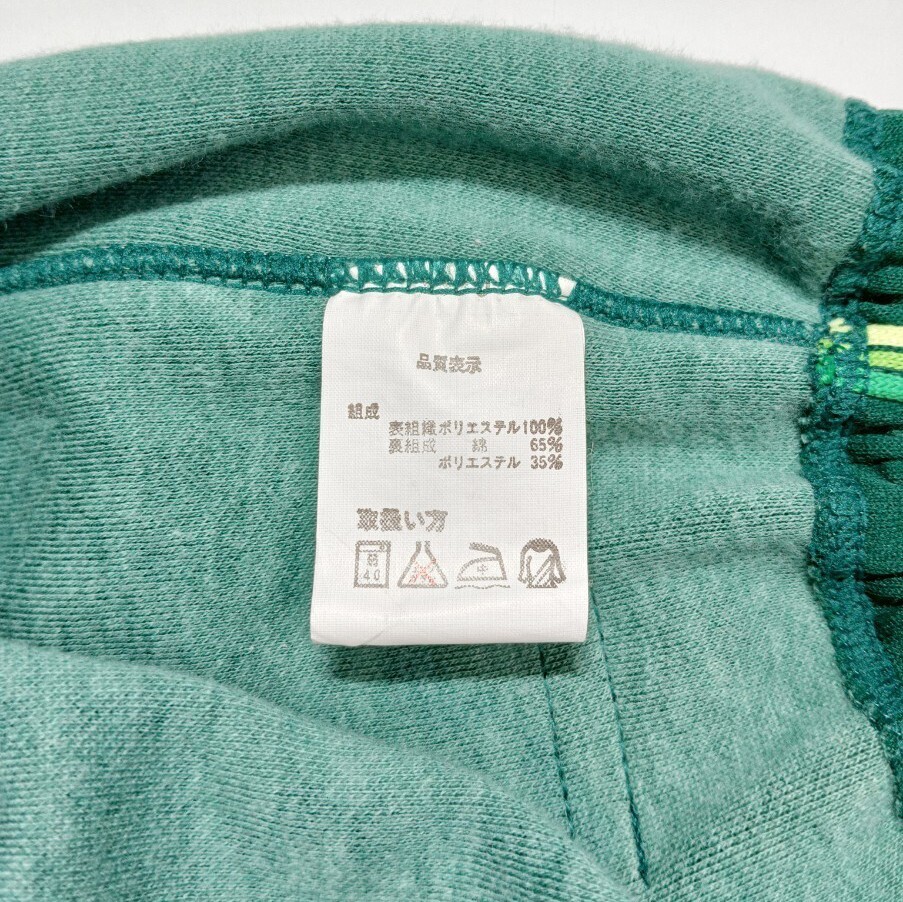 品質表示
組成
表組織ポリエステル100%
裏組成 綿 65%
ポリエステル 35%
取扱い方
弱
40
中